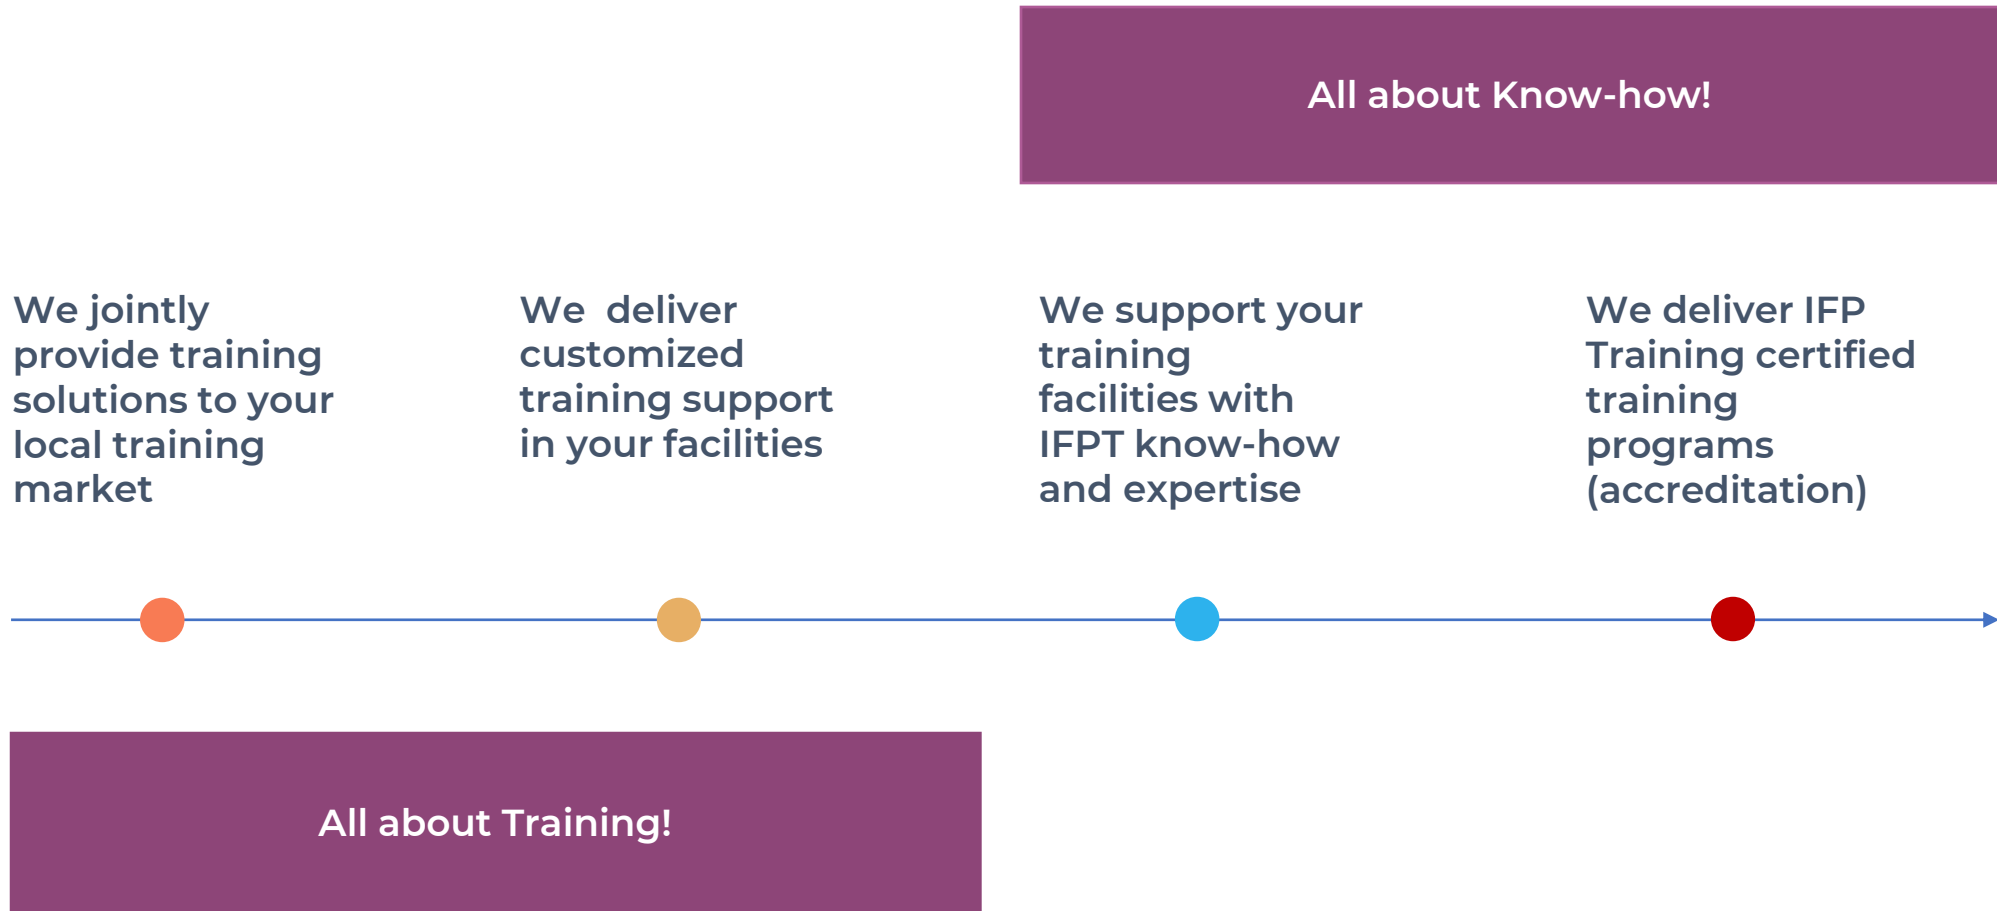 All about Know-how!
We jointly
provide training
solutions to your
local training
market
We  deliver
customized
training support
in your facilities
We support your
training
facilities with
IFPT know-how
and expertise
We deliver IFP
Training certified
training
programs
(accreditation)
All about Training!